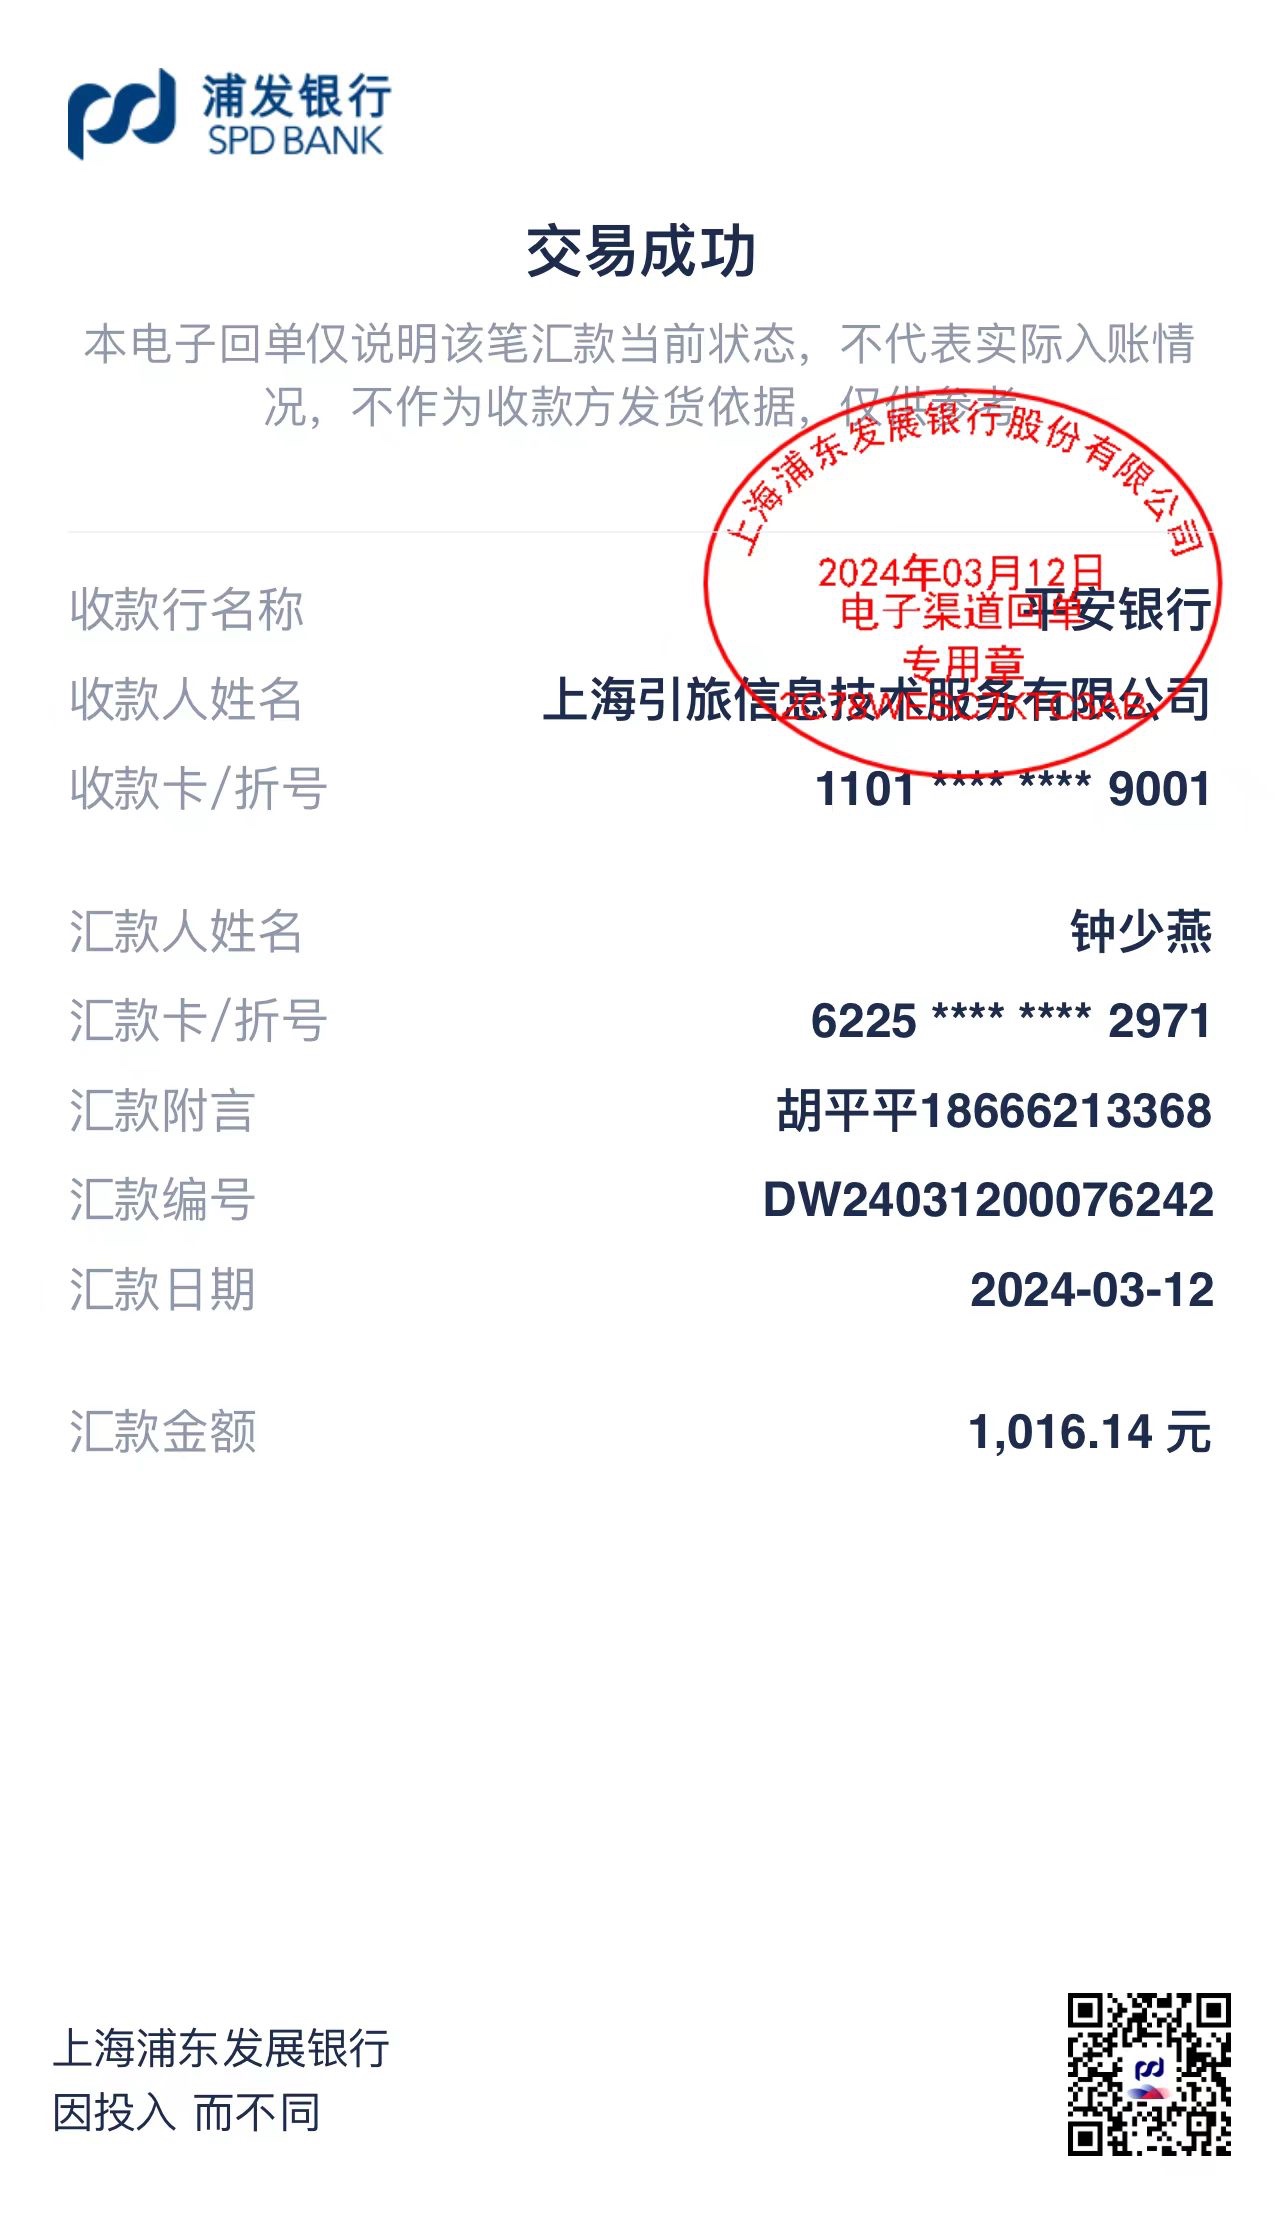 浦发银行
SPD BANK
交易成功
本电子回单仅说明该笔汇款当前状态，不代表实际入账情
况，不作为收款方发货依据，仅供参考
上海浦东发展银行股份有限公司
2024年03月12日
电子渠道回单
专用章
收款行名称 平安银行
收款人姓名 上海引旅信息技术服务有限公司
收款卡/折号 1101 **** **** 9001
汇款人姓名 钟少燕
汇款卡/折号 6225 **** **** 2971
汇款附言 胡平平18666213368
汇款编号 DW24031200076242
汇款日期 2024-03-12
汇款金额 1,016.14 元
上海浦东发展银行
因投入 而不同